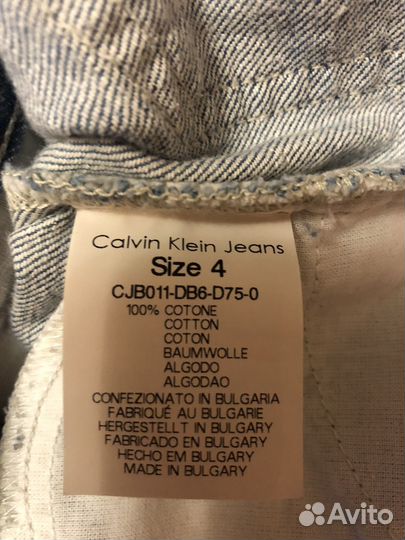 Calvin Klein Jeans
Size 4
CJB011-DB6-D75-0
100% COTONE
COTTON
COTON
BAUMWOLLE
ALGODO
ALGODAO
CONFEZIONATO IN BULGARIA
FABRIQUÉ AU BULGARIE
HERGESTELLT IN BULGARY
FABRICADO EN BULGARY
HECHO EM BULGARY
MADE IN BULGARY
Avito